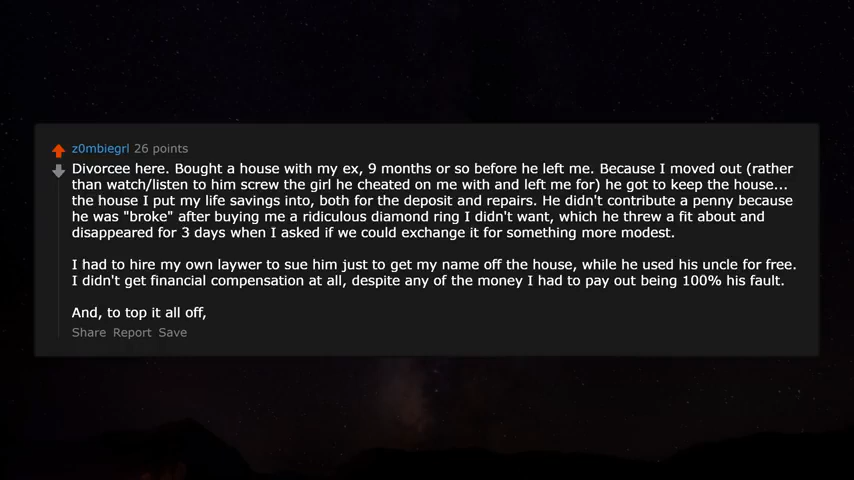 z0mbiegrl 26 points
Divorcee here. Bought a house with my ex, 9 months or so before he left me. Because I moved out (rather
than watch/listen to him screw the girl he cheated on me with and left me for) he got to keep the house...
the house I put my life savings into, both for the deposit and repairs. He didn't contribute a penny because
he was "broke" after buying me a ridiculous diamond ring I didn't want, which he threw a fit about and
disappeared for 3 days when I asked if we could exchange it for something more modest.
I had to hire my own laywer to sue him just to get my name off the house, while he used his uncle for free.
I didn't get financial compensation at all, despite any of the money I had to pay out being 100% his fault.
And, to top it all off,
Share Report Save